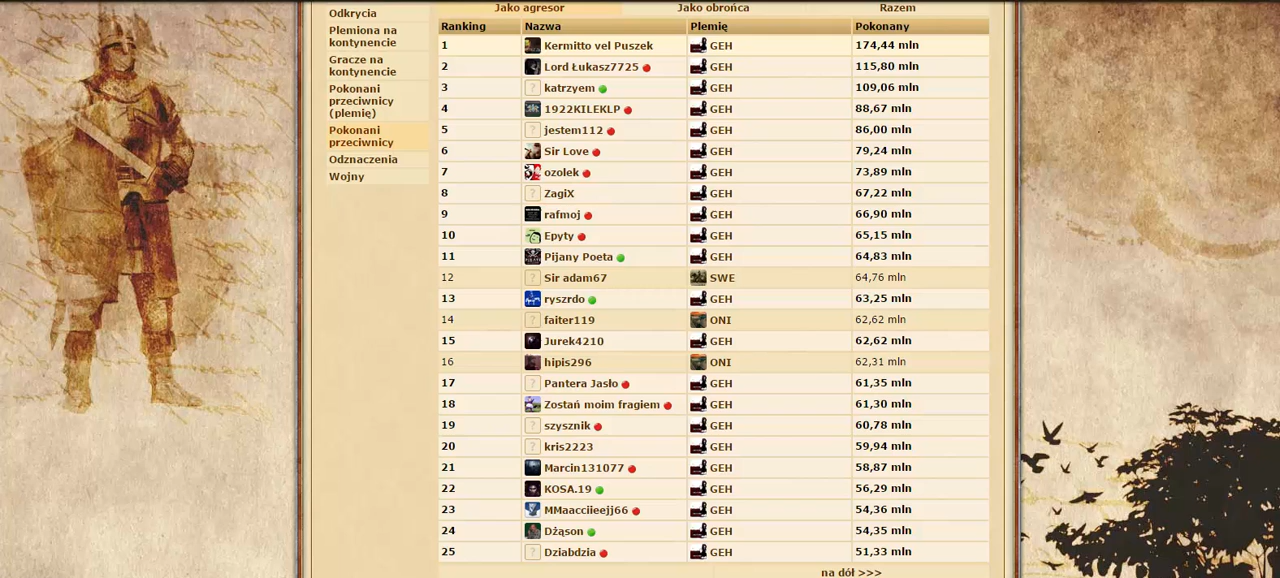 Odkrycia
Plemiona na
kontynencie
Gracze na
kontynencie
Pokonani
przeciwnicy
(plemię)
Pokonani
przeciwnicy
Odznaczenia
Wojny
Jako agresor Jako obrońca Razem
Ranking Nazwa Plemię Pokonany
1 Kermitto vel Puszek GEH 174,44 mln
2 Lord Łukasz7725 GEH 115,80 mln
3 katrzyem GEH 109,06 mln
4 1922KILEKLP GEH 88,67 mln
5 jestem112 GEH 86,00 mln
6 Sir Love GEH 79,24 mln
7 ozolek GEH 73,89 mln
8 ZagiX GEH 67,22 mln
9 rafmoj GEH 66,90 mln
10 Epyty GEH 65,15 mln
11 Pijany Poeta GEH 64,83 mln
12 Sir adam67 SWE 64,76 mln
13 ryszrdo GEH 63,25 mln
14 faiter119 ONI 62,62 mln
15 Jurek4210 GEH 62,62 mln
16 hipis296 ONI 62,31 mln
17 Pantera Jasło GEH 61,35 mln
18 Zostań moim fragiem GEH 61,30 mln
19 szysznik GEH 60,78 mln
20 kris2223 GEH 59,94 mln
21 Marcin131077 GEH 58,87 mln
22 KOSA.19 GEH 56,29 mln
23 MMaacciieejj66 GEH 54,36 mln
24 Dżąson GEH 54,35 mln
25 Dziabdzia GEH 51,33 mln
na dół >>>